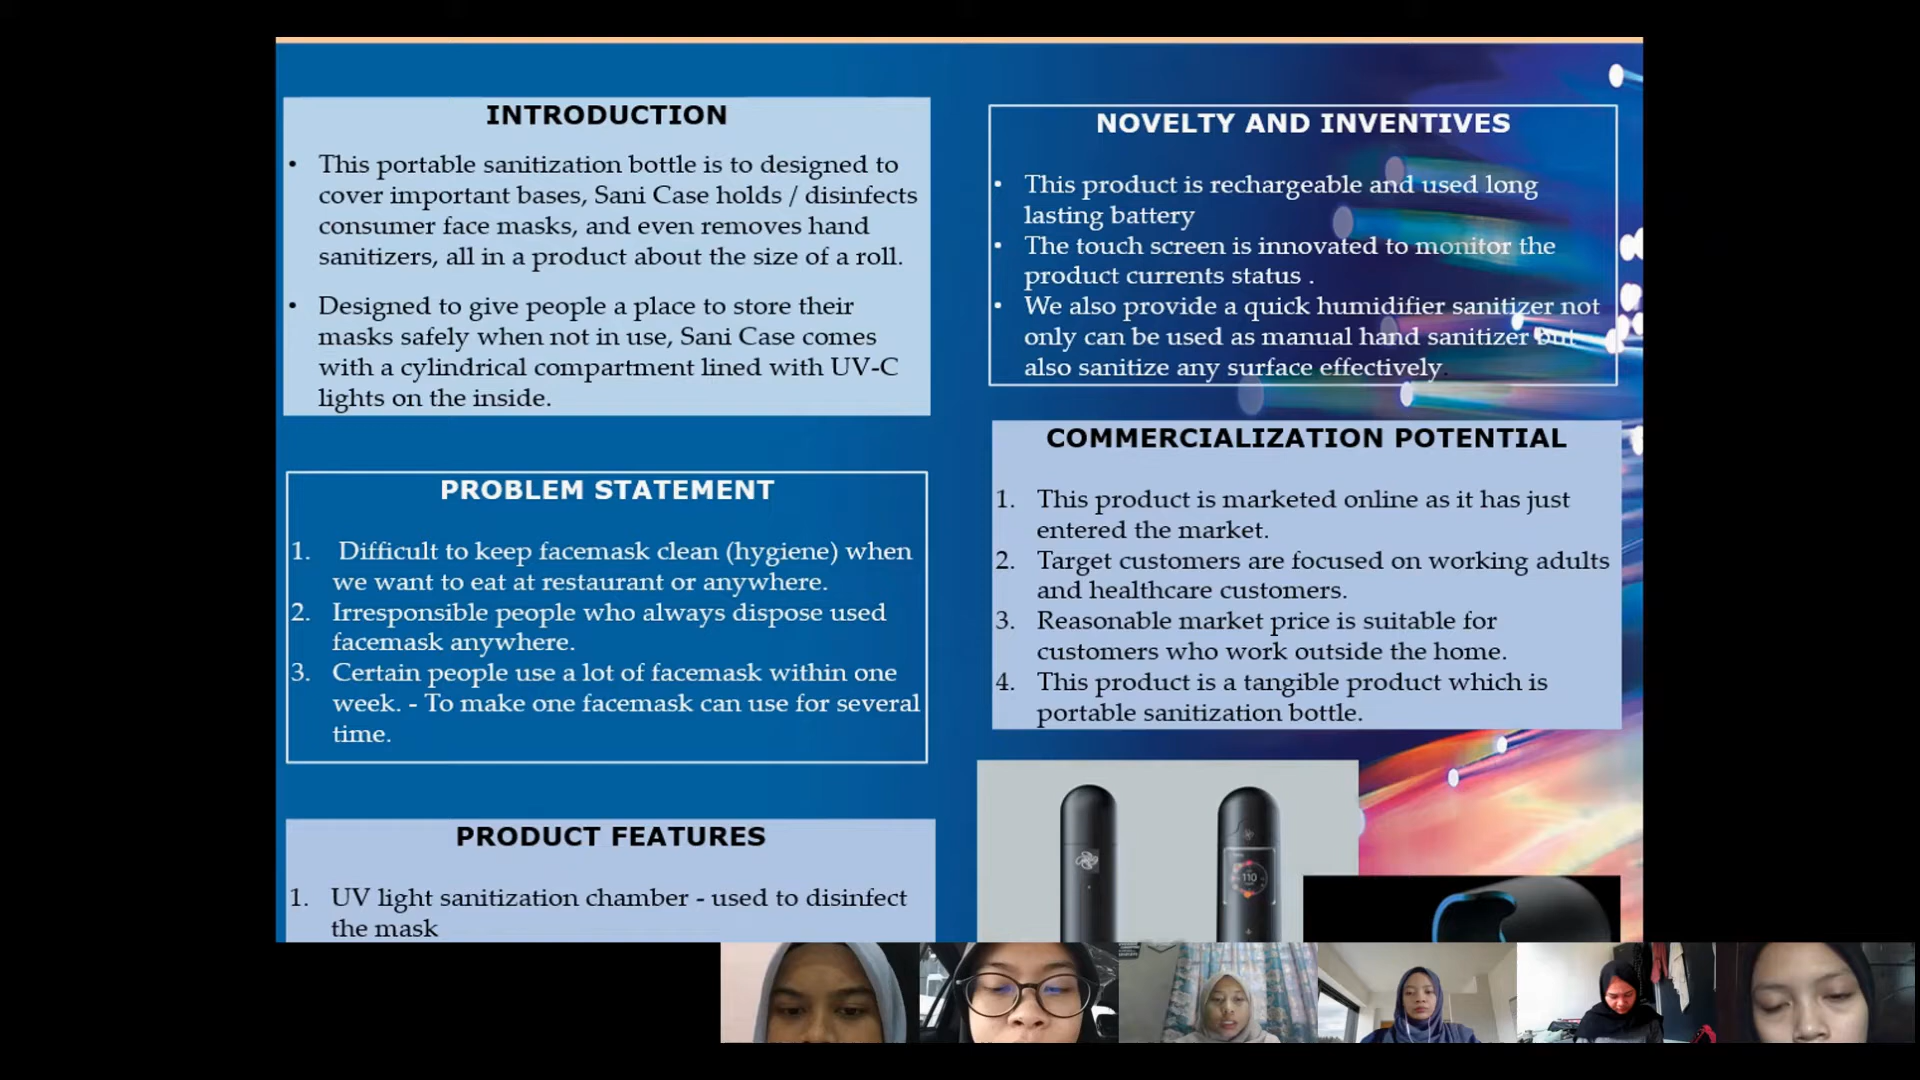 INTRODUCTION
• This portable sanitization bottle is to designed to
cover important bases, Sani Case holds / disinfects
consumer face masks, and even removes hand
sanitizers, all in a product about the size of a roll.
• Designed to give people a place to store their
masks safely when not in use, Sani Case comes
with a cylindrical compartment lined with UV-C
lights on the inside.
PROBLEM STATEMENT
1. Difficult to keep facemask clean (hygiene) when
we want to eat at restaurant or anywhere.
2. Irresponsible people who always dispose used
facemask anywhere.
3. Certain people use a lot of facemask within one
week. - To make one facemask can use for several
time.
PRODUCT FEATURES
1. UV light sanitization chamber - used to disinfect
the mask
NOVELTY AND INVENTIVES
• This product is rechargeable and used long
lasting battery
• The touch screen is innovated to monitor the
product currents status .
• We also provide a quick humidifier sanitizer not
only can be used as manual hand sanitizer but
also sanitize any surface effectively.
COMMERCIALIZATION POTENTIAL
1. This product is marketed online as it has just
entered the market.
2. Target customers are focused on working adults
and healthcare customers.
3. Reasonable market price is suitable for
customers who work outside the home.
4. This product is a tangible product which is
portable sanitization bottle.
110